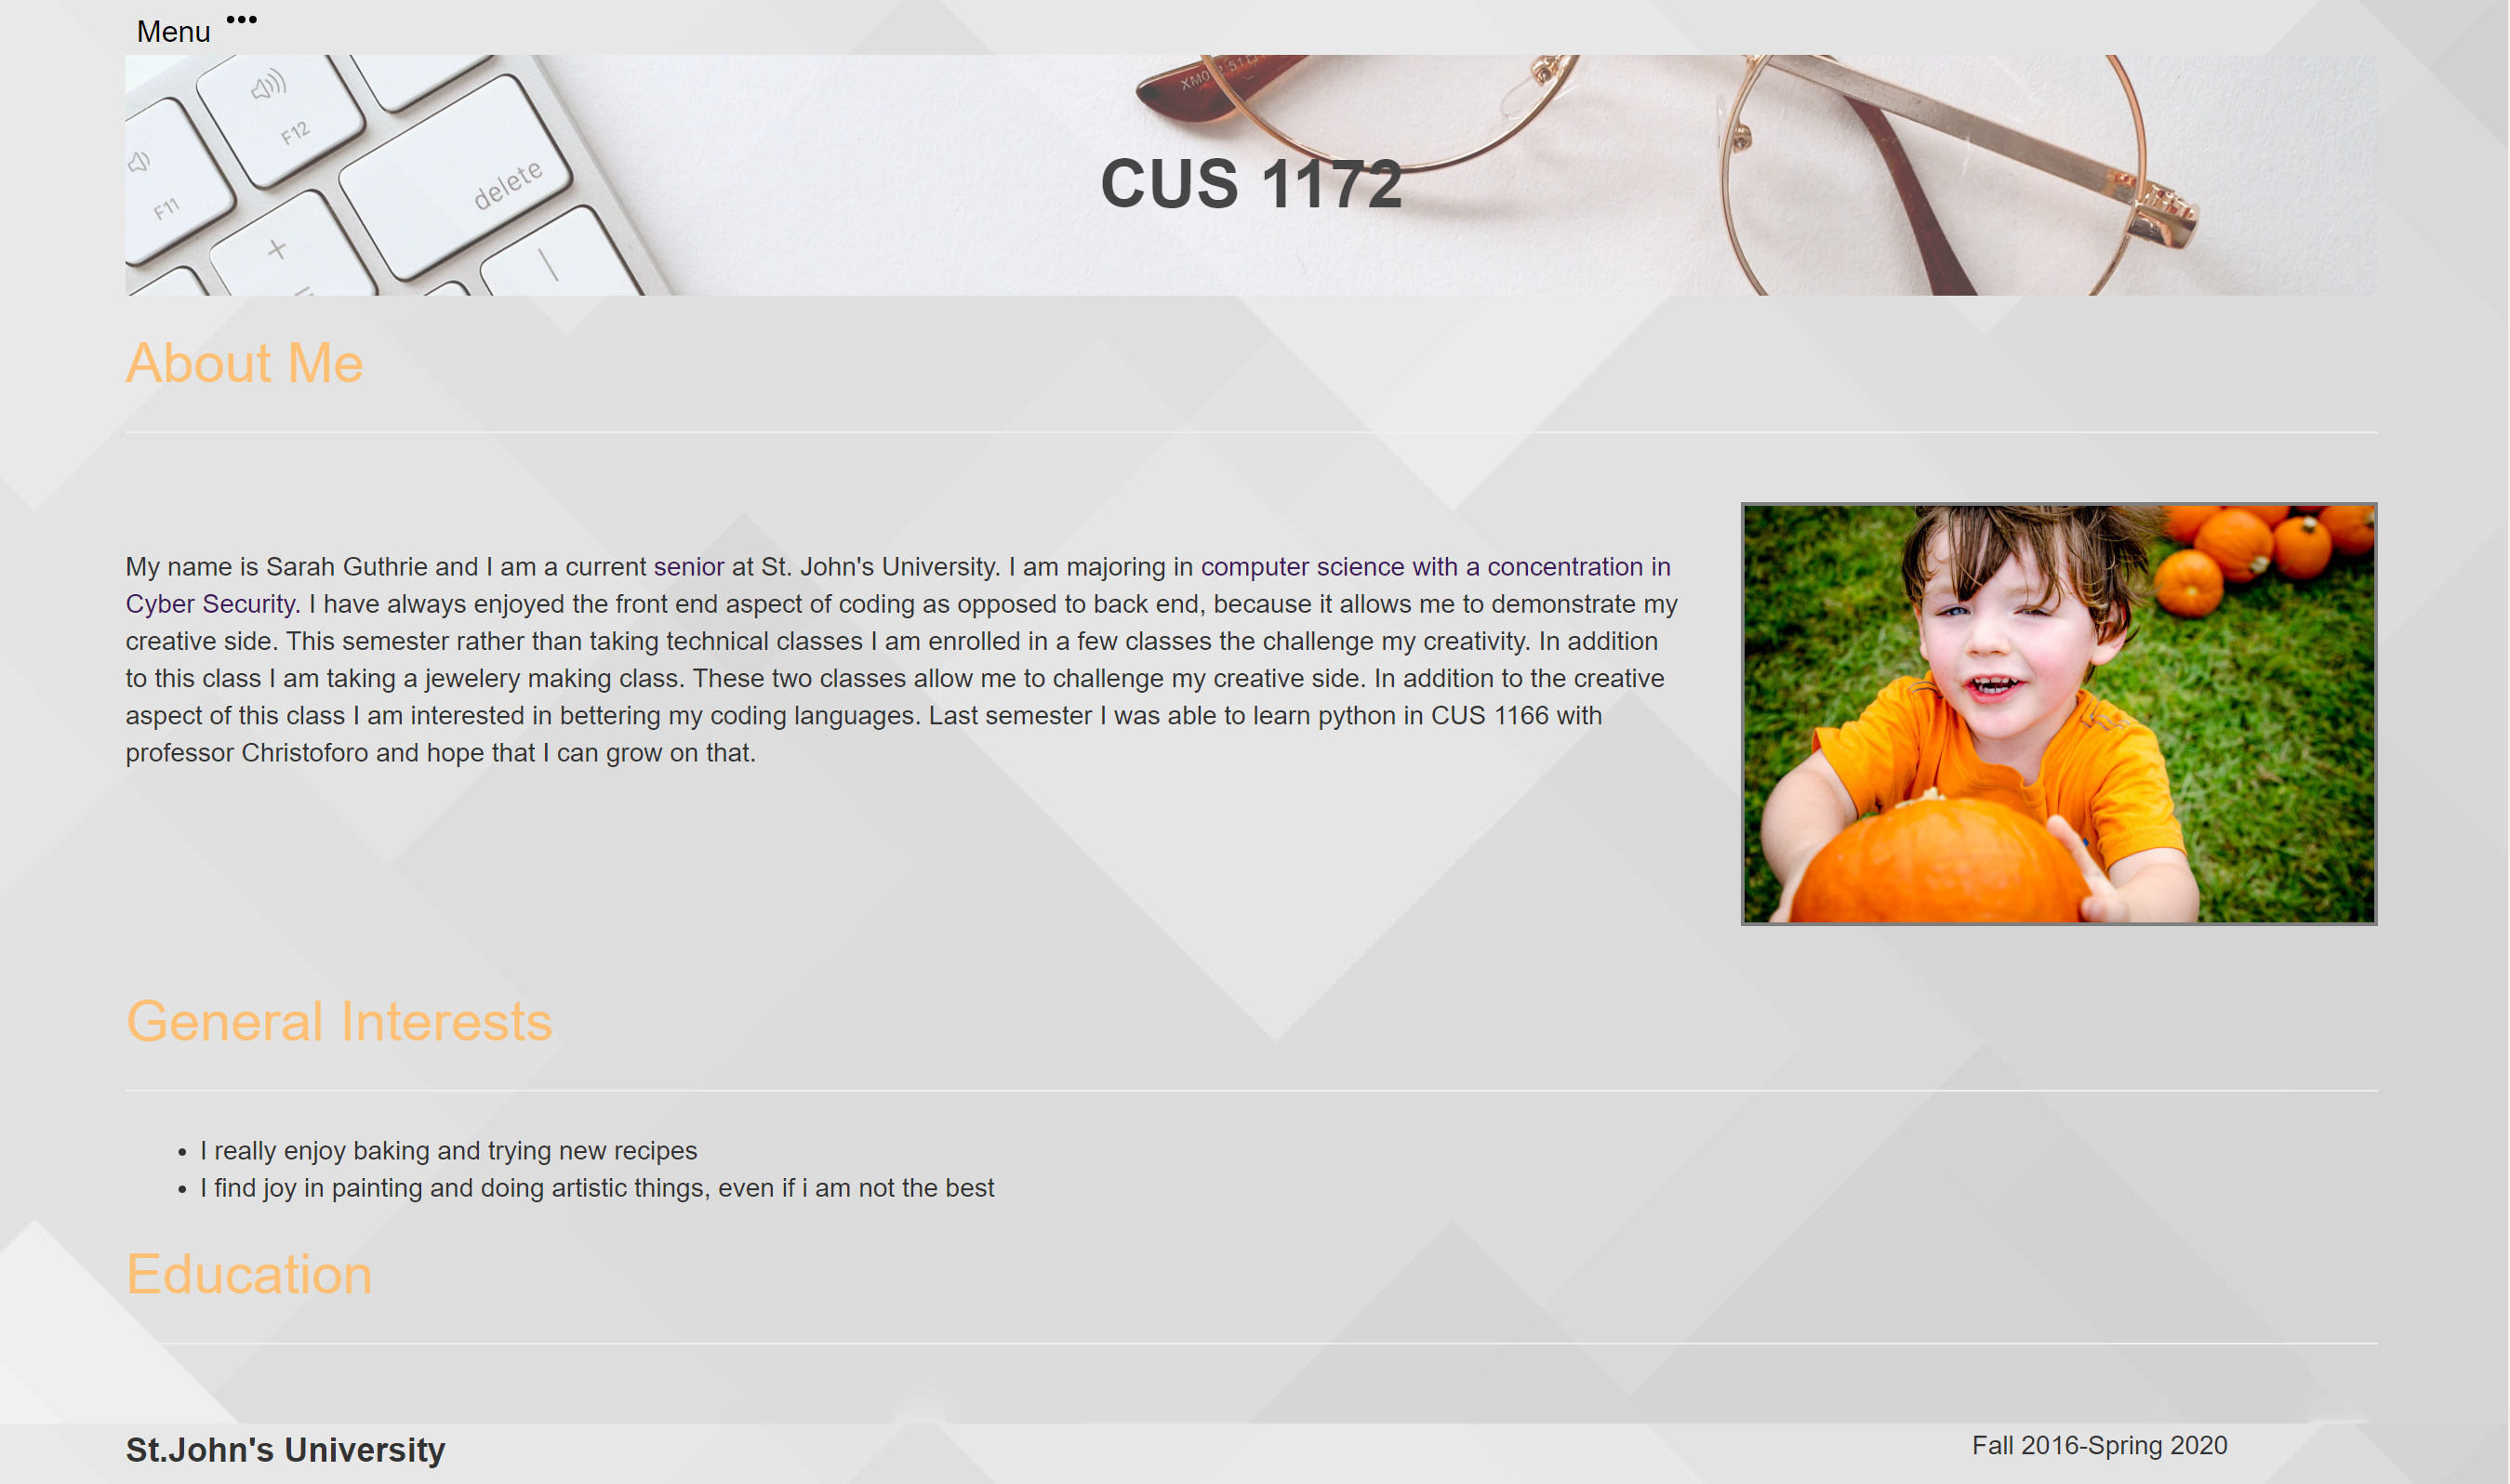 Menu •••
XM0
F12
F11
delete
+
=
|
CUS 1172
About Me
My name is Sarah Guthrie and I am a current senior at St. John's University. I am majoring in computer science with a concentration in
Cyber Security. I have always enjoyed the front end aspect of coding as opposed to back end, because it allows me to demonstrate my
creative side. This semester rather than taking technical classes I am enrolled in a few classes the challenge my creativity. In addition
to this class I am taking a jewelery making class. These two classes allow me to challenge my creative side. In addition to the creative
aspect of this class I am interested in bettering my coding languages. Last semester I was able to learn python in CUS 1166 with
professor Christoforo and hope that I can grow on that.
General Interests
• I really enjoy baking and trying new recipes
• I find joy in painting and doing artistic things, even if i am not the best
Education
St.John's University
Fall 2016-Spring 2020